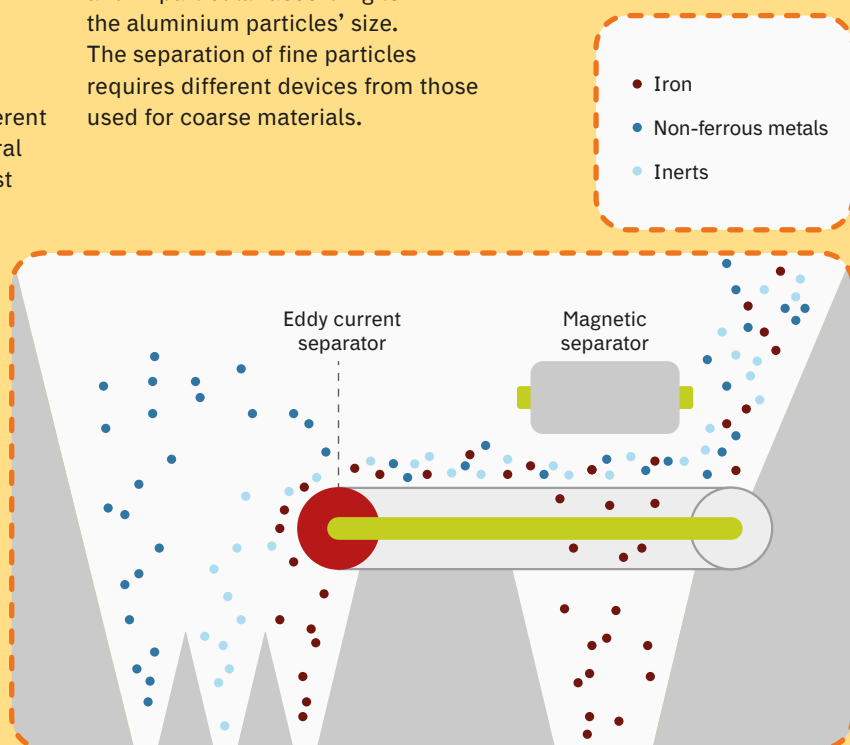 the aluminium particles’ size.
The separation of fine particles
requires different devices from those
used for coarse materials.
Iron
Non-ferrous metals
Inerts
Eddy current
separator
Magnetic
separator